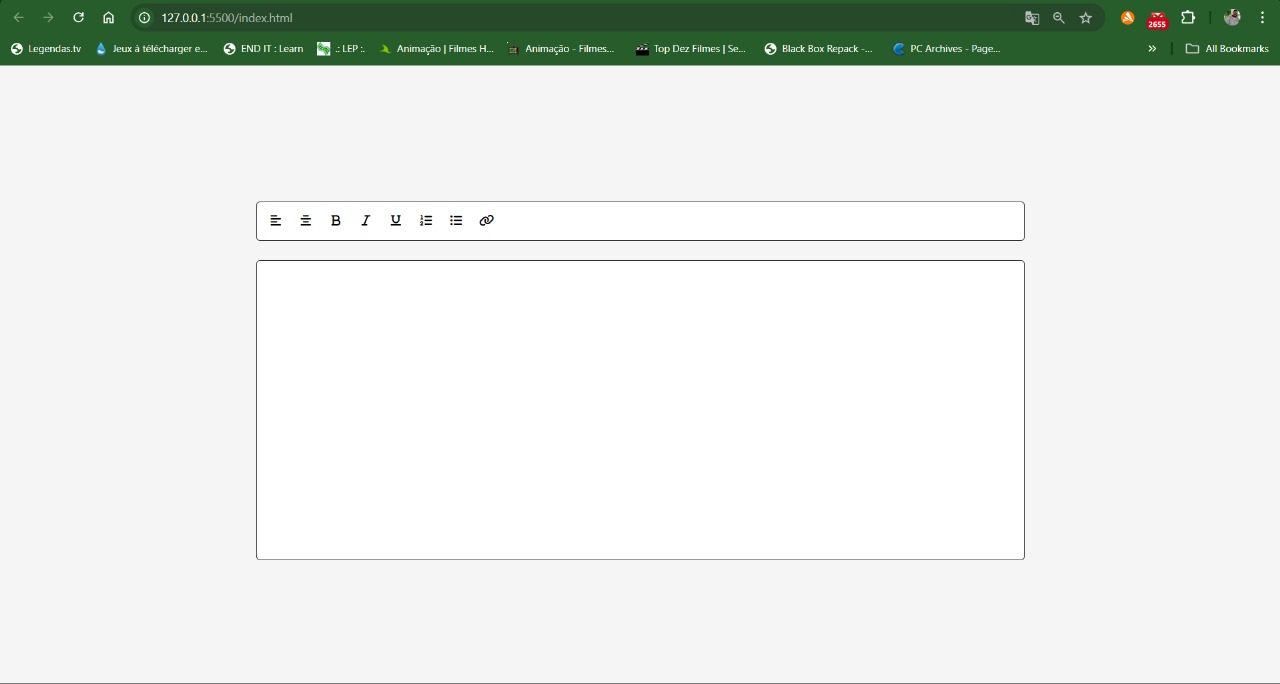 127.0.0.1:5500/index.html
2655
Legendas.tv Jeux à télécharger e... END IT : Learn .: LEP :. Animação | Filmes H... Animação - Filmes... Top Dez Filmes | Se... Black Box Repack -... PC Archives - Page... » All Bookmarks
B I U